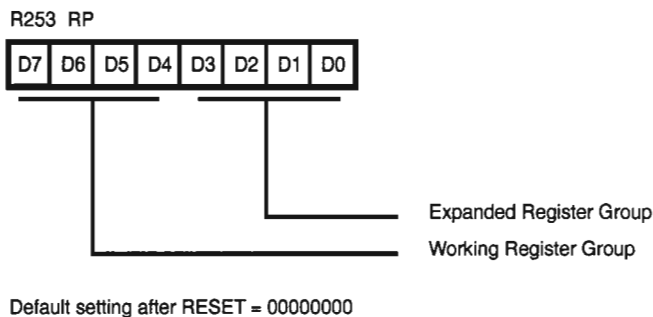 R253 RP
D7 D6 D5 D4 D3 D2 D1 D0
Expanded Register Group
Working Register Group
Default setting after RESET = 00000000